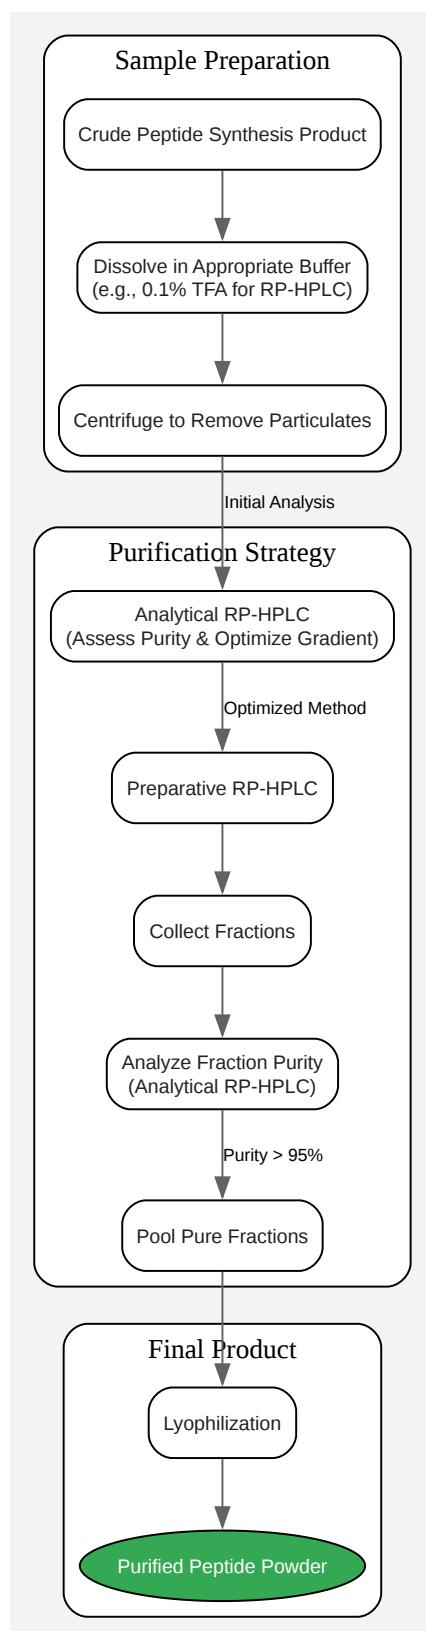 Sample Preparation
Crude Peptide Synthesis Product
Dissolve in Appropriate Buffer
(e.g., 0.1% TFA for RP-HPLC)
Centrifuge to Remove Particulates
Initial Analysis
Purification Strategy
Analytical RP-HPLC
(Assess Purity & Optimize Gradient)
Optimized Method
Preparative RP-HPLC
Collect Fractions
Analyze Fraction Purity
(Analytical RP-HPLC)
Purity > 95%
Pool Pure Fractions
Final Product
Lyophilization
Purified Peptide Powder